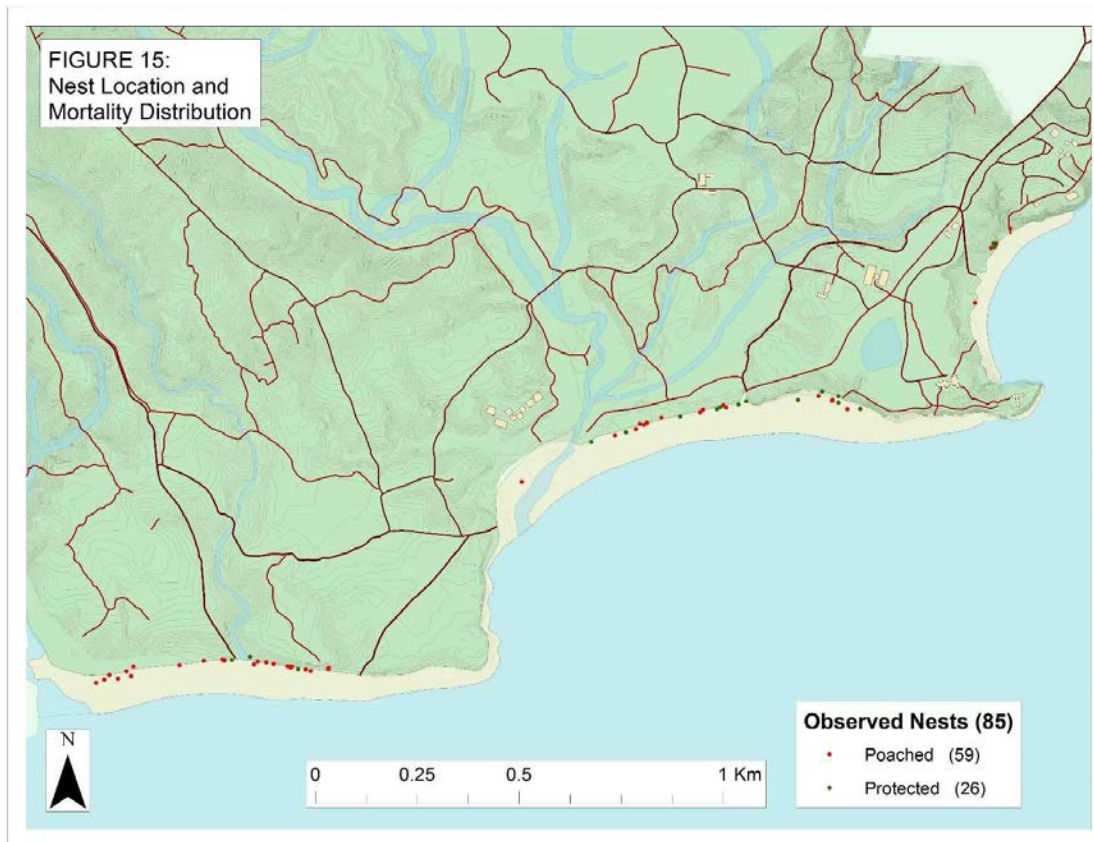 FIGURE 15:
Nest Location and
Mortality Distribution
N
0 0.25 0.5 1 Km
Observed Nests (85)
Poached (59)
Protected (26)